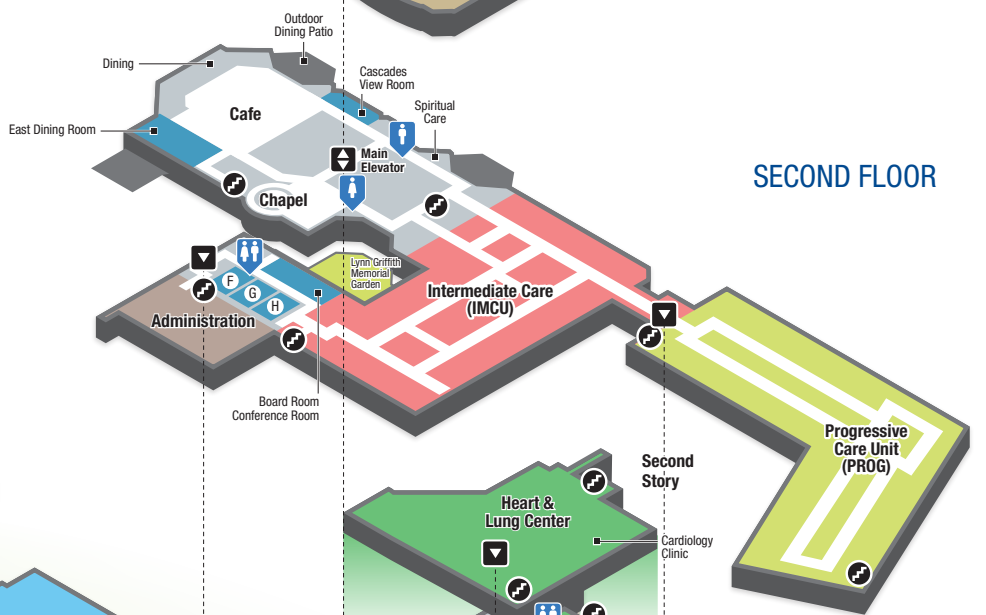 Outdoor
Dining Patio
Dining
Cascades
View Room
Spiritual
Care
Cafe
East Dining Room
Main
Elevator
SECOND FLOOR
Chapel
Lynn Griffith
Memorial
Garden
F
G
H
Intermediate Care
(IMCU)
Administration
Board Room
Conference Room
Progressive
Care Unit
(PROG)
Second
Story
Heart &
Lung Center
Cardiology
Clinic